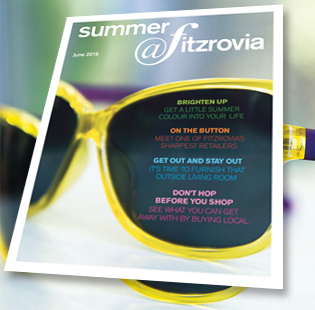 summer
@fitzrovia
June 2016
BRIGHTEN UP
GET A LITTLE SUMMER
COLOUR INTO YOUR LIFE
ON THE BUTTON
MEET ONE OF FITZROVIA'S
SHARPEST RETAILERS
GET OUT AND STAY OUT
IT'S TIME TO FURNISH THAT
OUTSIDE LIVING ROOM
DON'T HOP
BEFORE YOU SHOP
SEE WHAT YOU CAN GET
AWAY WITH BY BUYING LOCAL